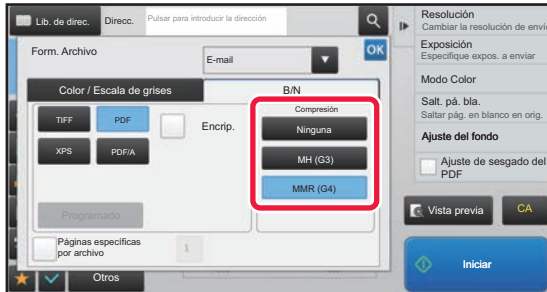 Lib. de direc.
Direcc.
Pulsar para introducir la dirección
Form. Archivo
E-mail
OK
Color / Escala de grises
B/N
TIFF
PDF
Encrip.
XPS
PDF/A
Programado
Compresión
Ninguna
MH (G3)
MMR (G4)
Páginas específicas
por archivo
1
Otros
Resolución
Cambiar la resolución de envío
Exposición
Especifique expos. a enviar
Modo Color
Salt. pá. bla.
Saltar pág. en blanco en orig.
Ajuste del fondo
Ajuste de sesgado del
PDF
Vista previa
CA
Iniciar